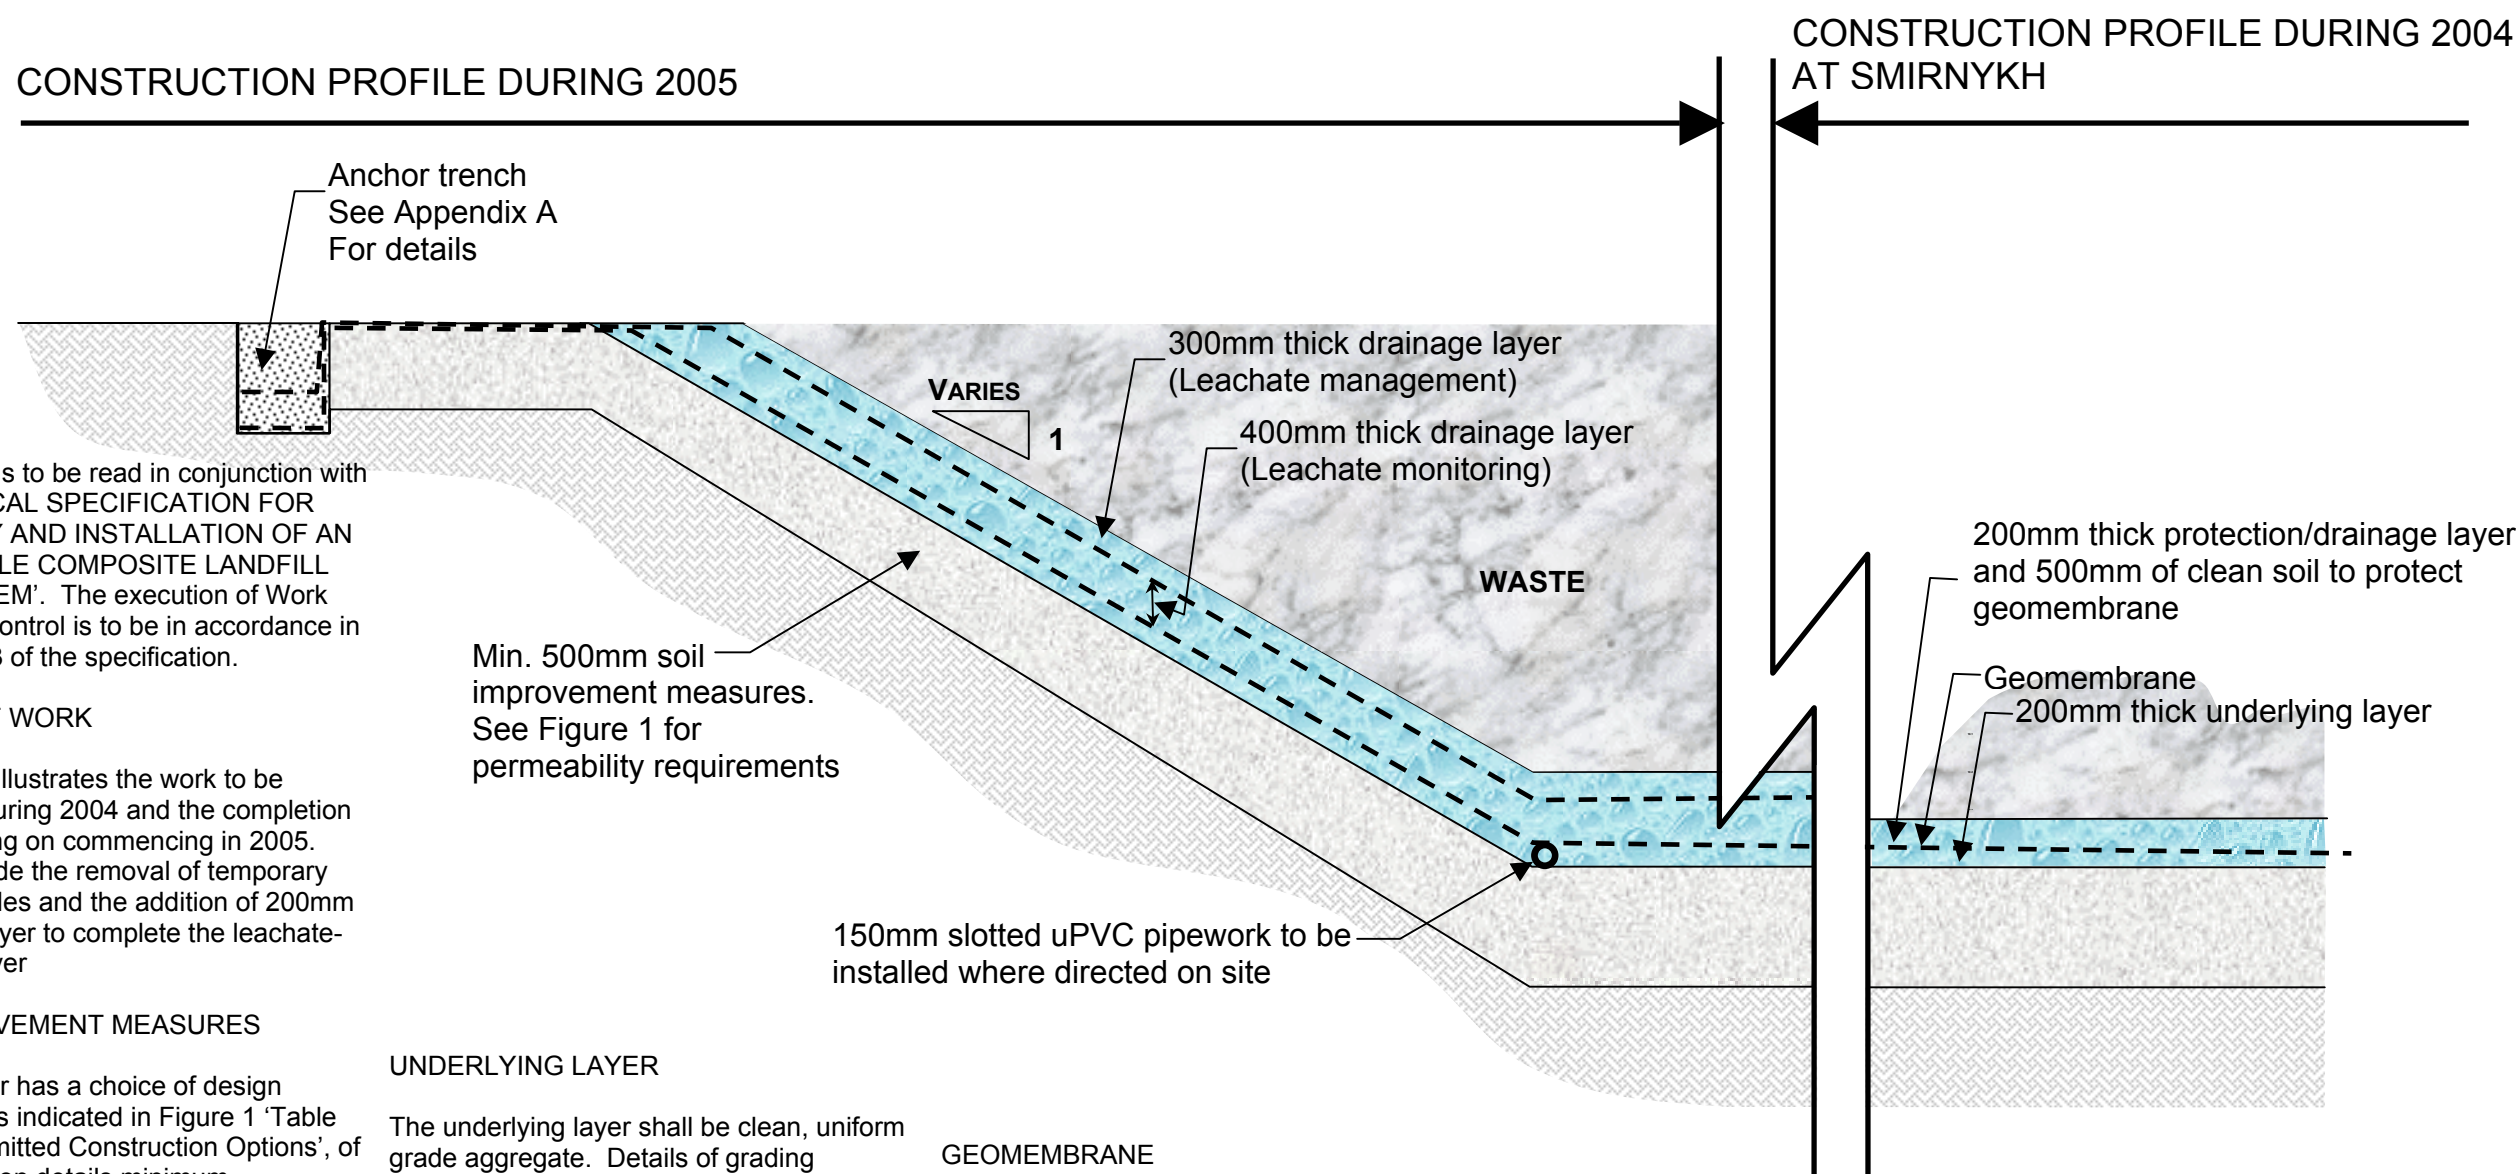 CONSTRUCTION PROFILE DURING 2005
CONSTRUCTION PROFILE DURING 2004
AT SMIRNYKH
Anchor trench
See Appendix A
For details
VARIES
1
300mm thick drainage layer
(Leachate management)
400mm thick drainage layer
(Leachate monitoring)
WASTE
200mm thick protection/drainage layer
and 500mm of clean soil to protect
geomembrane
Geomembrane
200mm thick underlying layer
Min. 500mm soil
improvement measures.
See Figure 1 for
permeability requirements
150mm slotted uPVC pipework to be
installed where directed on site
s to be read in conjunction with
CAL SPECIFICATION FOR
Y AND INSTALLATION OF AN
LE COMPOSITE LANDFILL
EM’. The execution of Work
ontrol is to be in accordance in
3 of the specification.
WORK
illustrates the work to be
uring 2004 and the completion
ng on commencing in 2005.
de the removal of temporary
les and the addition of 200mm
yer to complete the leachate-
yer
VEMENT MEASURES
r has a choice of design
s indicated in Figure 1 ‘Table
mitted Construction Options’, of
on details minimum
UNDERLYING LAYER
The underlying layer shall be clean, uniform
grade aggregate. Details of grading
GEOMEMBRANE